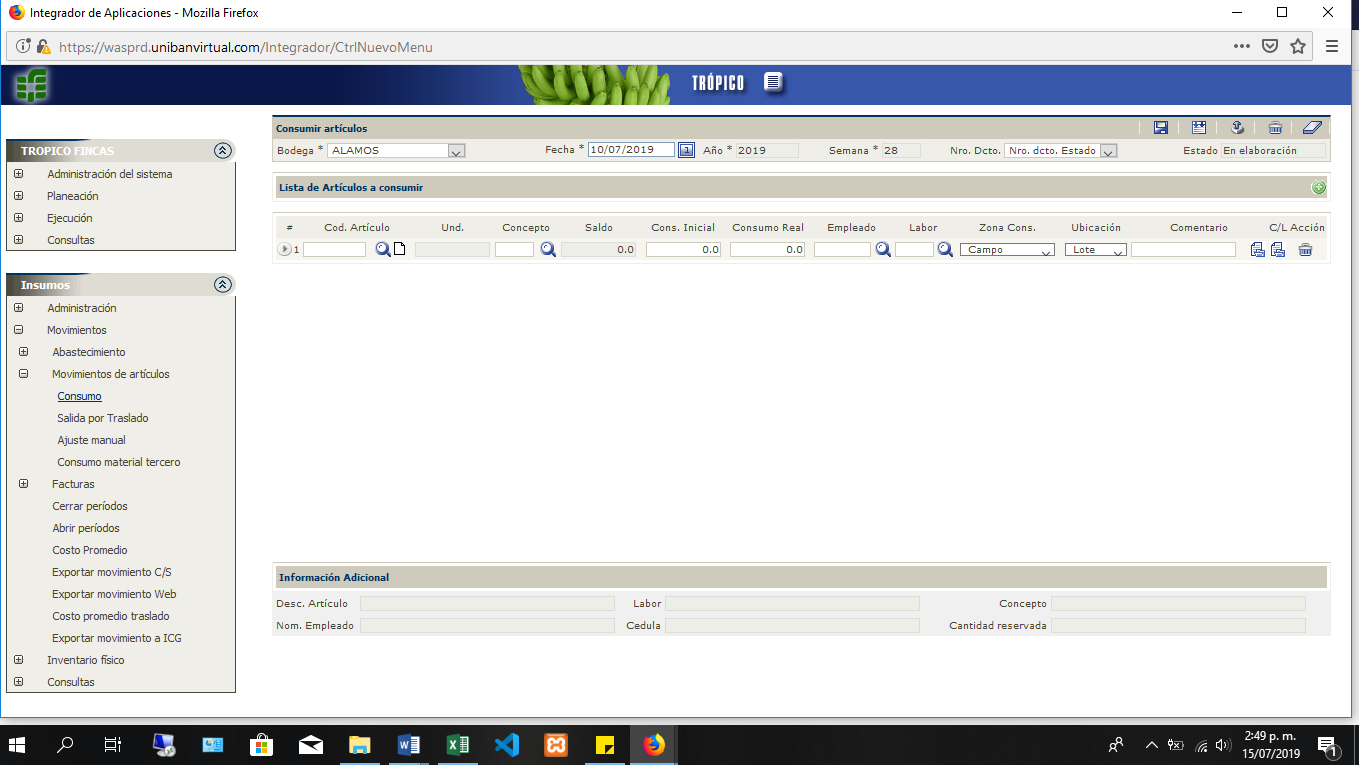 Integrador de Aplicaciones - Mozilla Firefox
https://wasprd.unibanvirtual.com/Integrador/CtrlNuevoMenu
TRÓPICO
TROPICO FINCAS
Administración del sistema
Planeación
Ejecución
Consultas
Insumos
Administración
Movimientos
Abastecimiento
Movimientos de artículos
Consumo
Salida por Traslado
Ajuste manual
Consumo material tercero
Facturas
Cerrar períodos
Abrir períodos
Costo Promedio
Exportar movimiento C/S
Exportar movimiento Web
Costo promedio traslado
Exportar movimiento a ICG
Inventario físico
Consultas
Consumir artículos
Bodega * ALAMOS Fecha * 10/07/2019 Año * 2019 Semana * 28 Nro. Dcto. Nro. dcto. Estado Estado En elaboración
Lista de Artículos a consumir
# Cod. Artículo Und. Concepto Saldo Cons. Inicial Consumo Real Empleado Labor Zona Cons. Ubicación Comentario C/L Acción
1 0.0 0.0 0.0 Campo Lote
Información Adicional
Desc. Artículo Labor Concepto
Nom. Empleado Cedula Cantidad reservada
2:49 p. m.
15/07/2019
1